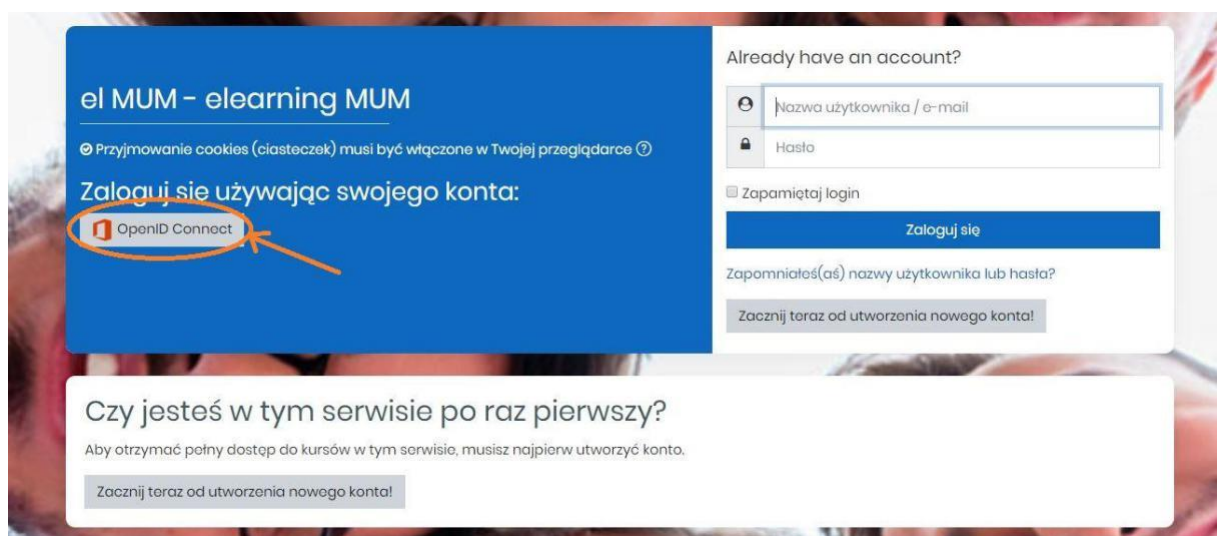 el MUM - elearning MUM
Przyjmowanie cookies (ciasteczek) musi być włączone w Twojej przeglądarce
Zaloguj się używając swojego konta:
OpenID Connect
Already have an account?
Nazwa użytkownika / e-mail
Hasło
Zapamiętaj login
Zaloguj się
Zapomniałeś(aś) nazwy użytkownika lub hasła?
Zacznij teraz od utworzenia nowego konta!
Czy jesteś w tym serwisie po raz pierwszy?
Aby otrzymać pełny dostęp do kursów w tym serwisie, musisz najpierw utworzyć konto.
Zacznij teraz od utworzenia nowego konta!